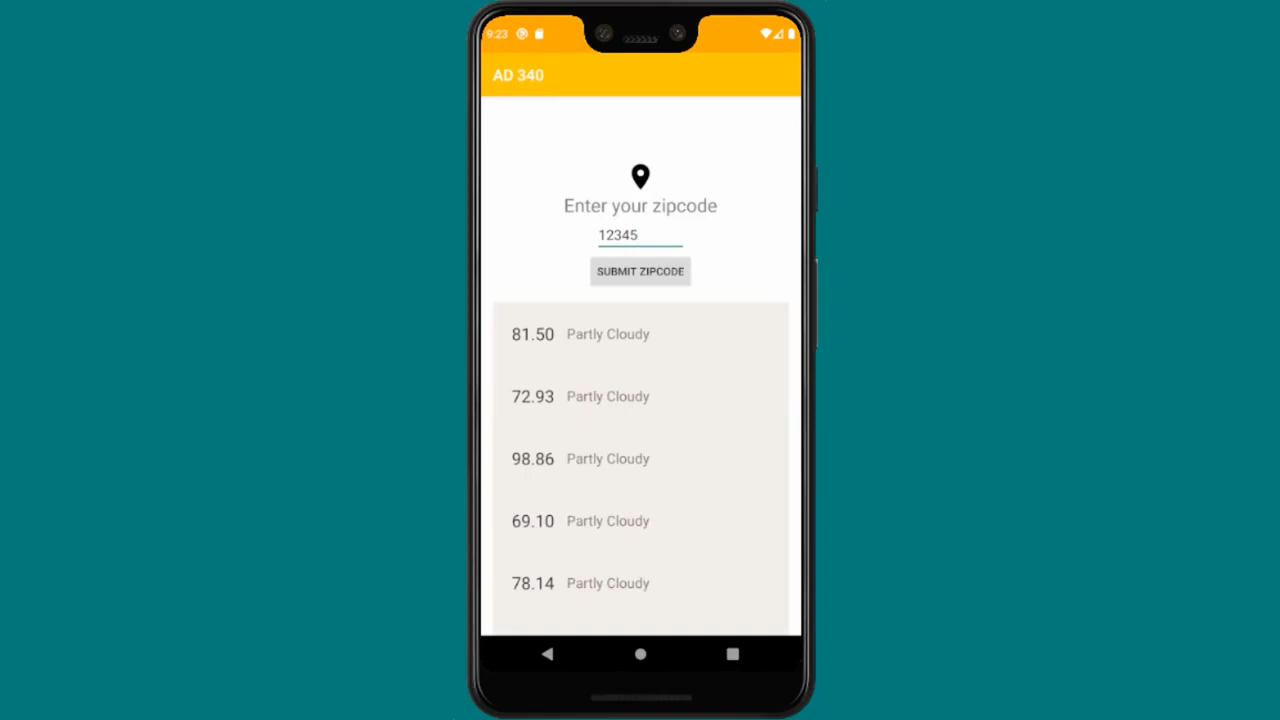 9:23
AD 340
Enter your zipcode
12345
SUBMIT ZIPCODE
81.50 Partly Cloudy
72.93 Partly Cloudy
98.86 Partly Cloudy
69.10 Partly Cloudy
78.14 Partly Cloudy